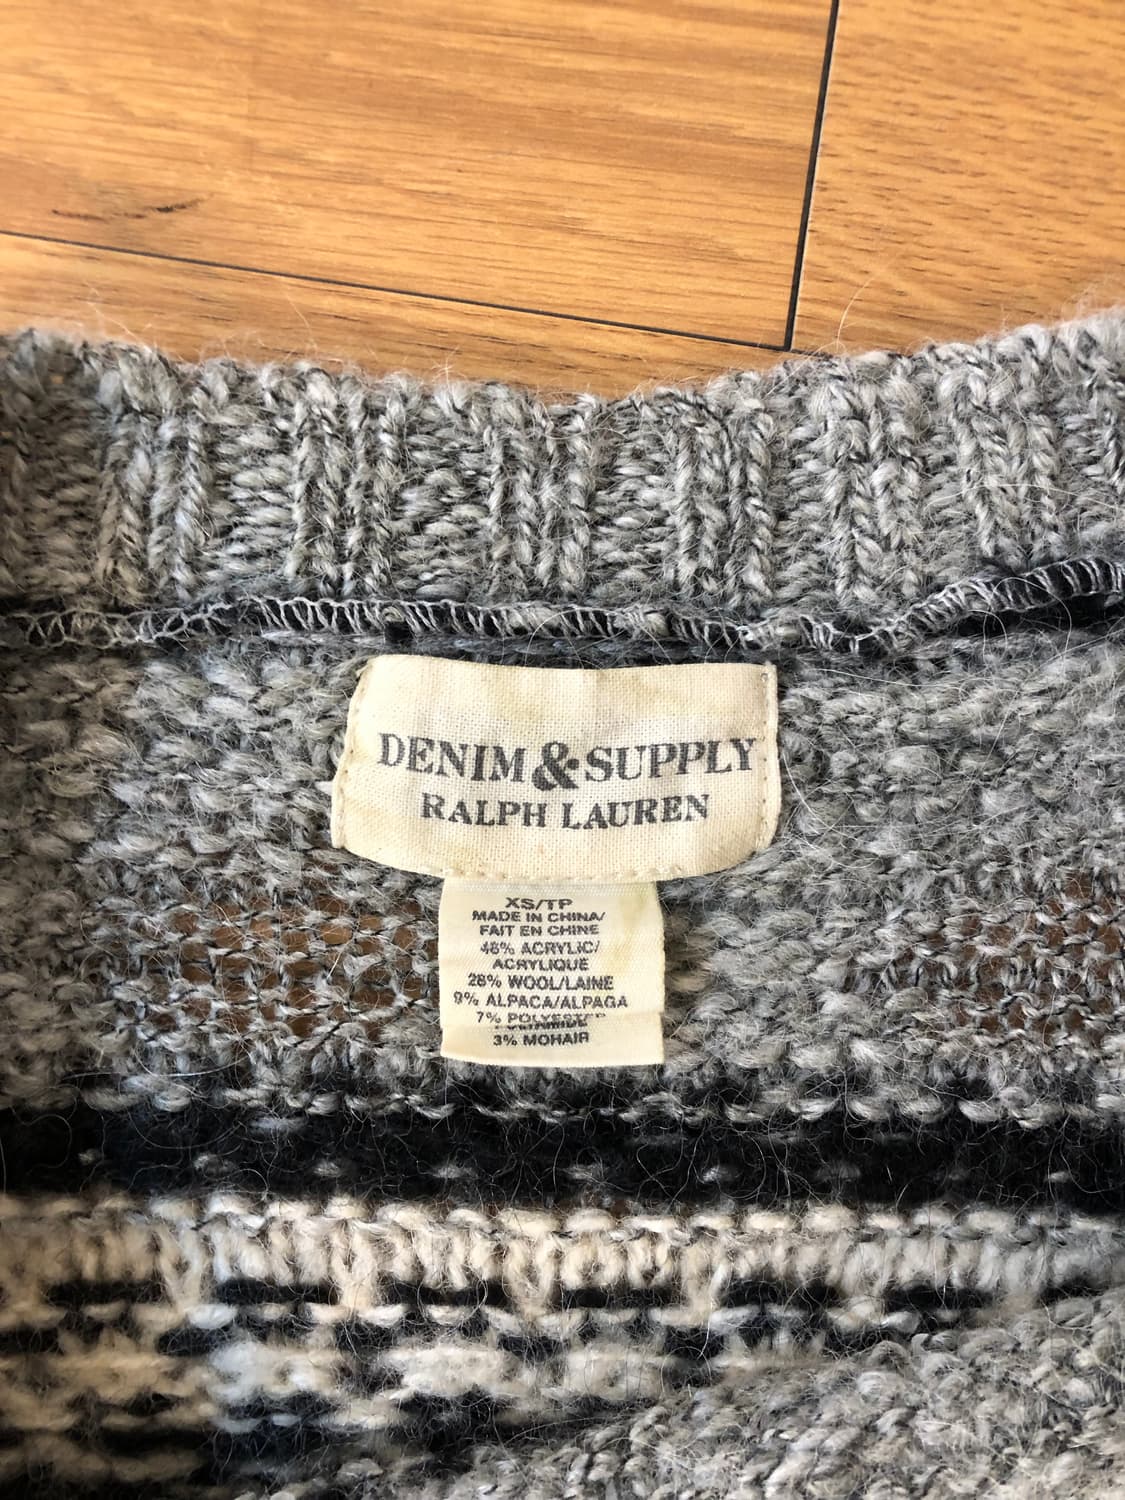 DENIM & SUPPLY
RALPH LAUREN
XS/TP
MADE IN CHINA/
FAIT EN CHINE
46% ACRYLIC/
ACRYLIQUE
28% WOOL/LAINE
9% ALPACA/ALPAGA
7% POLYESTER
3% MOHAIR